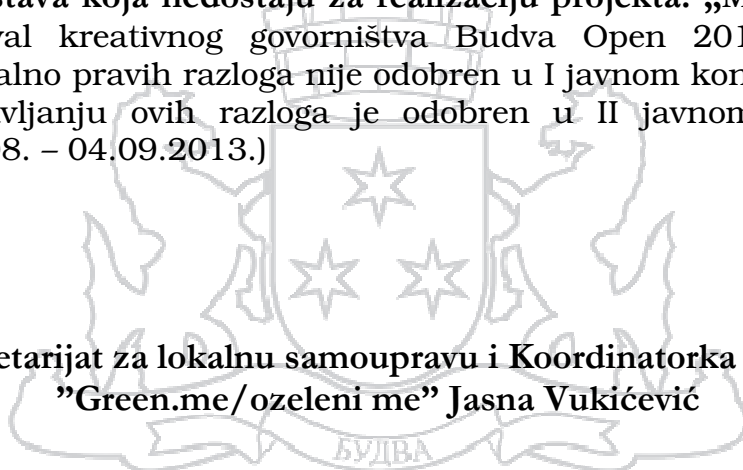 stava koja nedostaju za realizaciju projekta: „M
val kreativnog govorništva Budva Open 201
alno pravih razloga nije odobren u I javnom kon
vljanju ovih razloga je odobren u II javnom
8. – 04.09.2013.)
etarijat za lokalnu samoupravu i Koordinatorka
”Green.me/ozeleni me” Jasna Vukićević
БУДВА